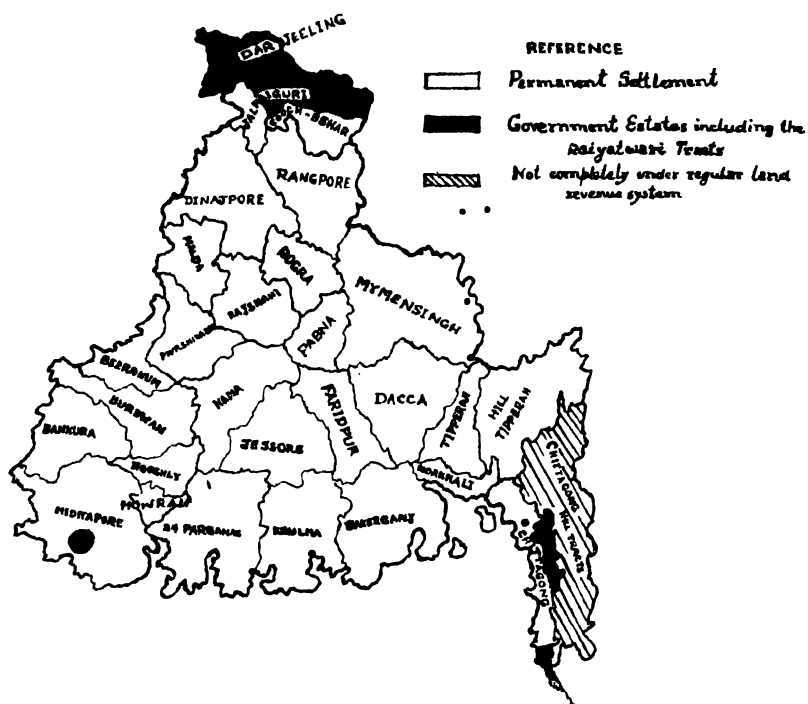 DARJEELING
REFERENCE
Permanent Settlement
Government Estates including the
Raiyatwari Tracts
Not completely under regular land
revenue system
JALPAIGURI
COOCH-BEHAR
RANGPORE
DINAJPORE
MALDA
BOGRA
MYMENSINGH
RAJSHAHI
PABNA
BEERBHUM
BURDWAN
NADIA
FARIDPUR
DACCA
TIPPERAH
HILL
TIPPERAH
BANKURA
JESSORE
HOOGHLY
NOAKHALI
CHITTAGONG
HILL TRACTS
MIDNAPORE
HOWRAH
24 PARGANAS
KHULNA
BAKERGANJ
CHITTAGONG